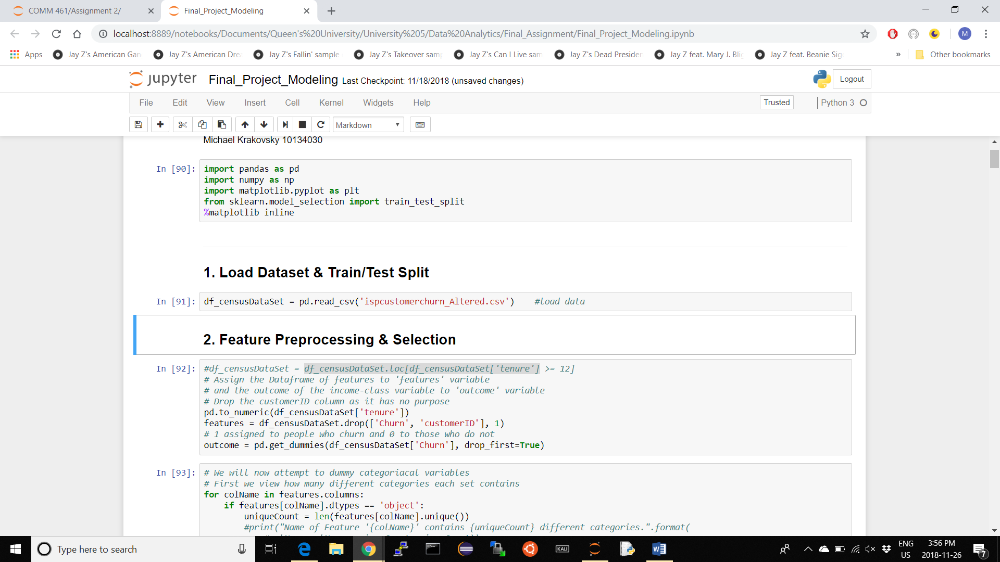 COMM 461/Assignment 2/
Final_Project_Modeling
localhost:8889/notebooks/Documents/Queen's%20University/University%205/Data%20Analytics/Final_Assignment/Final_Project_Modeling.ipynb
M
Apps
Jay Z's American Gan
Jay Z's American Dre
Jay Z's Fallin' sample
Jay Z's Takeover sam
Jay Z's Can I Live sam
Jay Z's Dead Presiden
Jay Z feat. Mary J. Bli
Jay Z feat. Beanie Sig
»
Other bookmarks
jupyter
Final_Project_Modeling Last Checkpoint: 11/18/2018 (unsaved changes)
Logout
File Edit View Insert Cell Kernel Widgets Help
Trusted
Python 3
Markdown
Michael Krakovsky 10134030
In [90]: import pandas as pd
import numpy as np
import matplotlib.pyplot as plt
from sklearn.model_selection import train_test_split
%matplotlib inline
1. Load Dataset & Train/Test Split
In [91]: df_censusDataSet = pd.read_csv('ispcustomerchurn_Altered.csv')    #load data
2. Feature Preprocessing & Selection
In [92]: #df_censusDataSet = df_censusDataSet.loc[df_censusDataSet['tenure'] >= 12]
# Assign the Dataframe of features to 'features' variable
# and the outcome of the income-class variable to 'outcome' variable
# Drop the customerID column as it has no purpose
pd.to_numeric(df_censusDataSet['tenure'])
features = df_censusDataSet.drop(['Churn', 'customerID'], 1)
# 1 assigned to people who churn and 0 to those who do not
outcome = pd.get_dummies(df_censusDataSet['Churn'], drop_first=True)
In [93]: # We will now attempt to dummy categoriacal variables
# First we view how many different categories each set contains
for colName in features.columns:
    if features[colName].dtypes == 'object':
        uniqueCount = len(features[colName].unique())
        #print("Name of Feature '{colName}' contains {uniqueCount} different categories.".format(
Type here to search
KALI
ENG
US
3:56 PM
2018-11-26
7